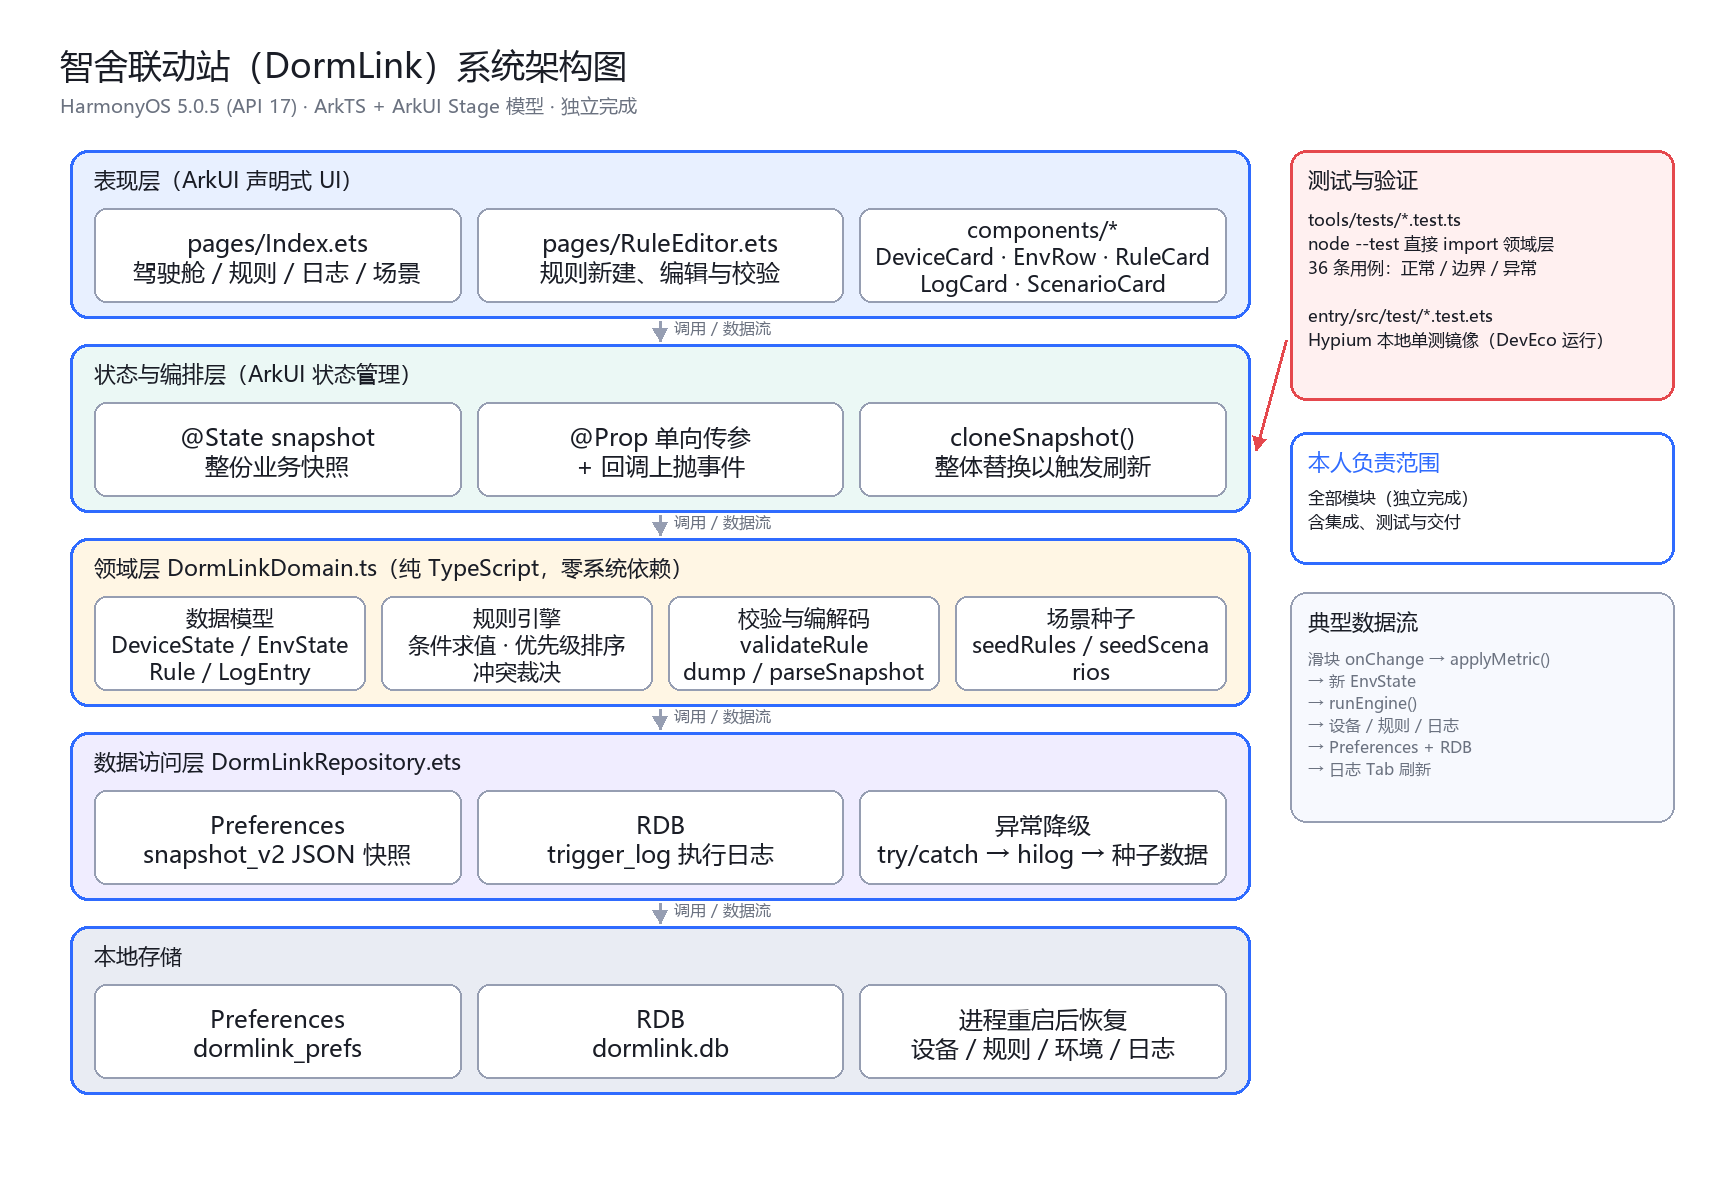 智舍联动站（DormLink）系统架构图
HarmonyOS 5.0.5 (API 17) · ArkTS + ArkUI Stage 模型 · 独立完成
表现层（ArkUI 声明式 UI）
pages/Index.ets
驾驶舱 / 规则 / 日志 / 场景
pages/RuleEditor.ets
规则新建、编辑与校验
components/*
DeviceCard · EnvRow · RuleCard
LogCard · ScenarioCard
调用 / 数据流
状态与编排层（ArkUI 状态管理）
@State snapshot
整份业务快照
@Prop 单向传参
+ 回调上抛事件
cloneSnapshot()
整体替换以触发刷新
调用 / 数据流
领域层 DormLinkDomain.ts（纯 TypeScript，零系统依赖）
数据模型
DeviceState / EnvState
Rule / LogEntry
规则引擎
条件求值 · 优先级排序
冲突裁决
校验与编解码
validateRule
dump / parseSnapshot
场景种子
seedRules / seedScena
rios
调用 / 数据流
数据访问层 DormLinkRepository.ets
Preferences
snapshot_v2 JSON 快照
RDB
trigger_log 执行日志
异常降级
try/catch → hilog → 种子数据
调用 / 数据流
本地存储
Preferences
dormlink_prefs
RDB
dormlink.db
进程重启后恢复
设备 / 规则 / 环境 / 日志
测试与验证
tools/tests/*.test.ts
node --test 直接 import 领域层
36 条用例：正常 / 边界 / 异常
entry/src/test/*.test.ets
Hypium 本地单测镜像（DevEco 运行）
本人负责范围
全部模块（独立完成）
含集成、测试与交付
典型数据流
滑块 onChange → applyMetric()
→ 新 EnvState
→ runEngine()
→ 设备 / 规则 / 日志
→ Preferences + RDB
→ 日志 Tab 刷新